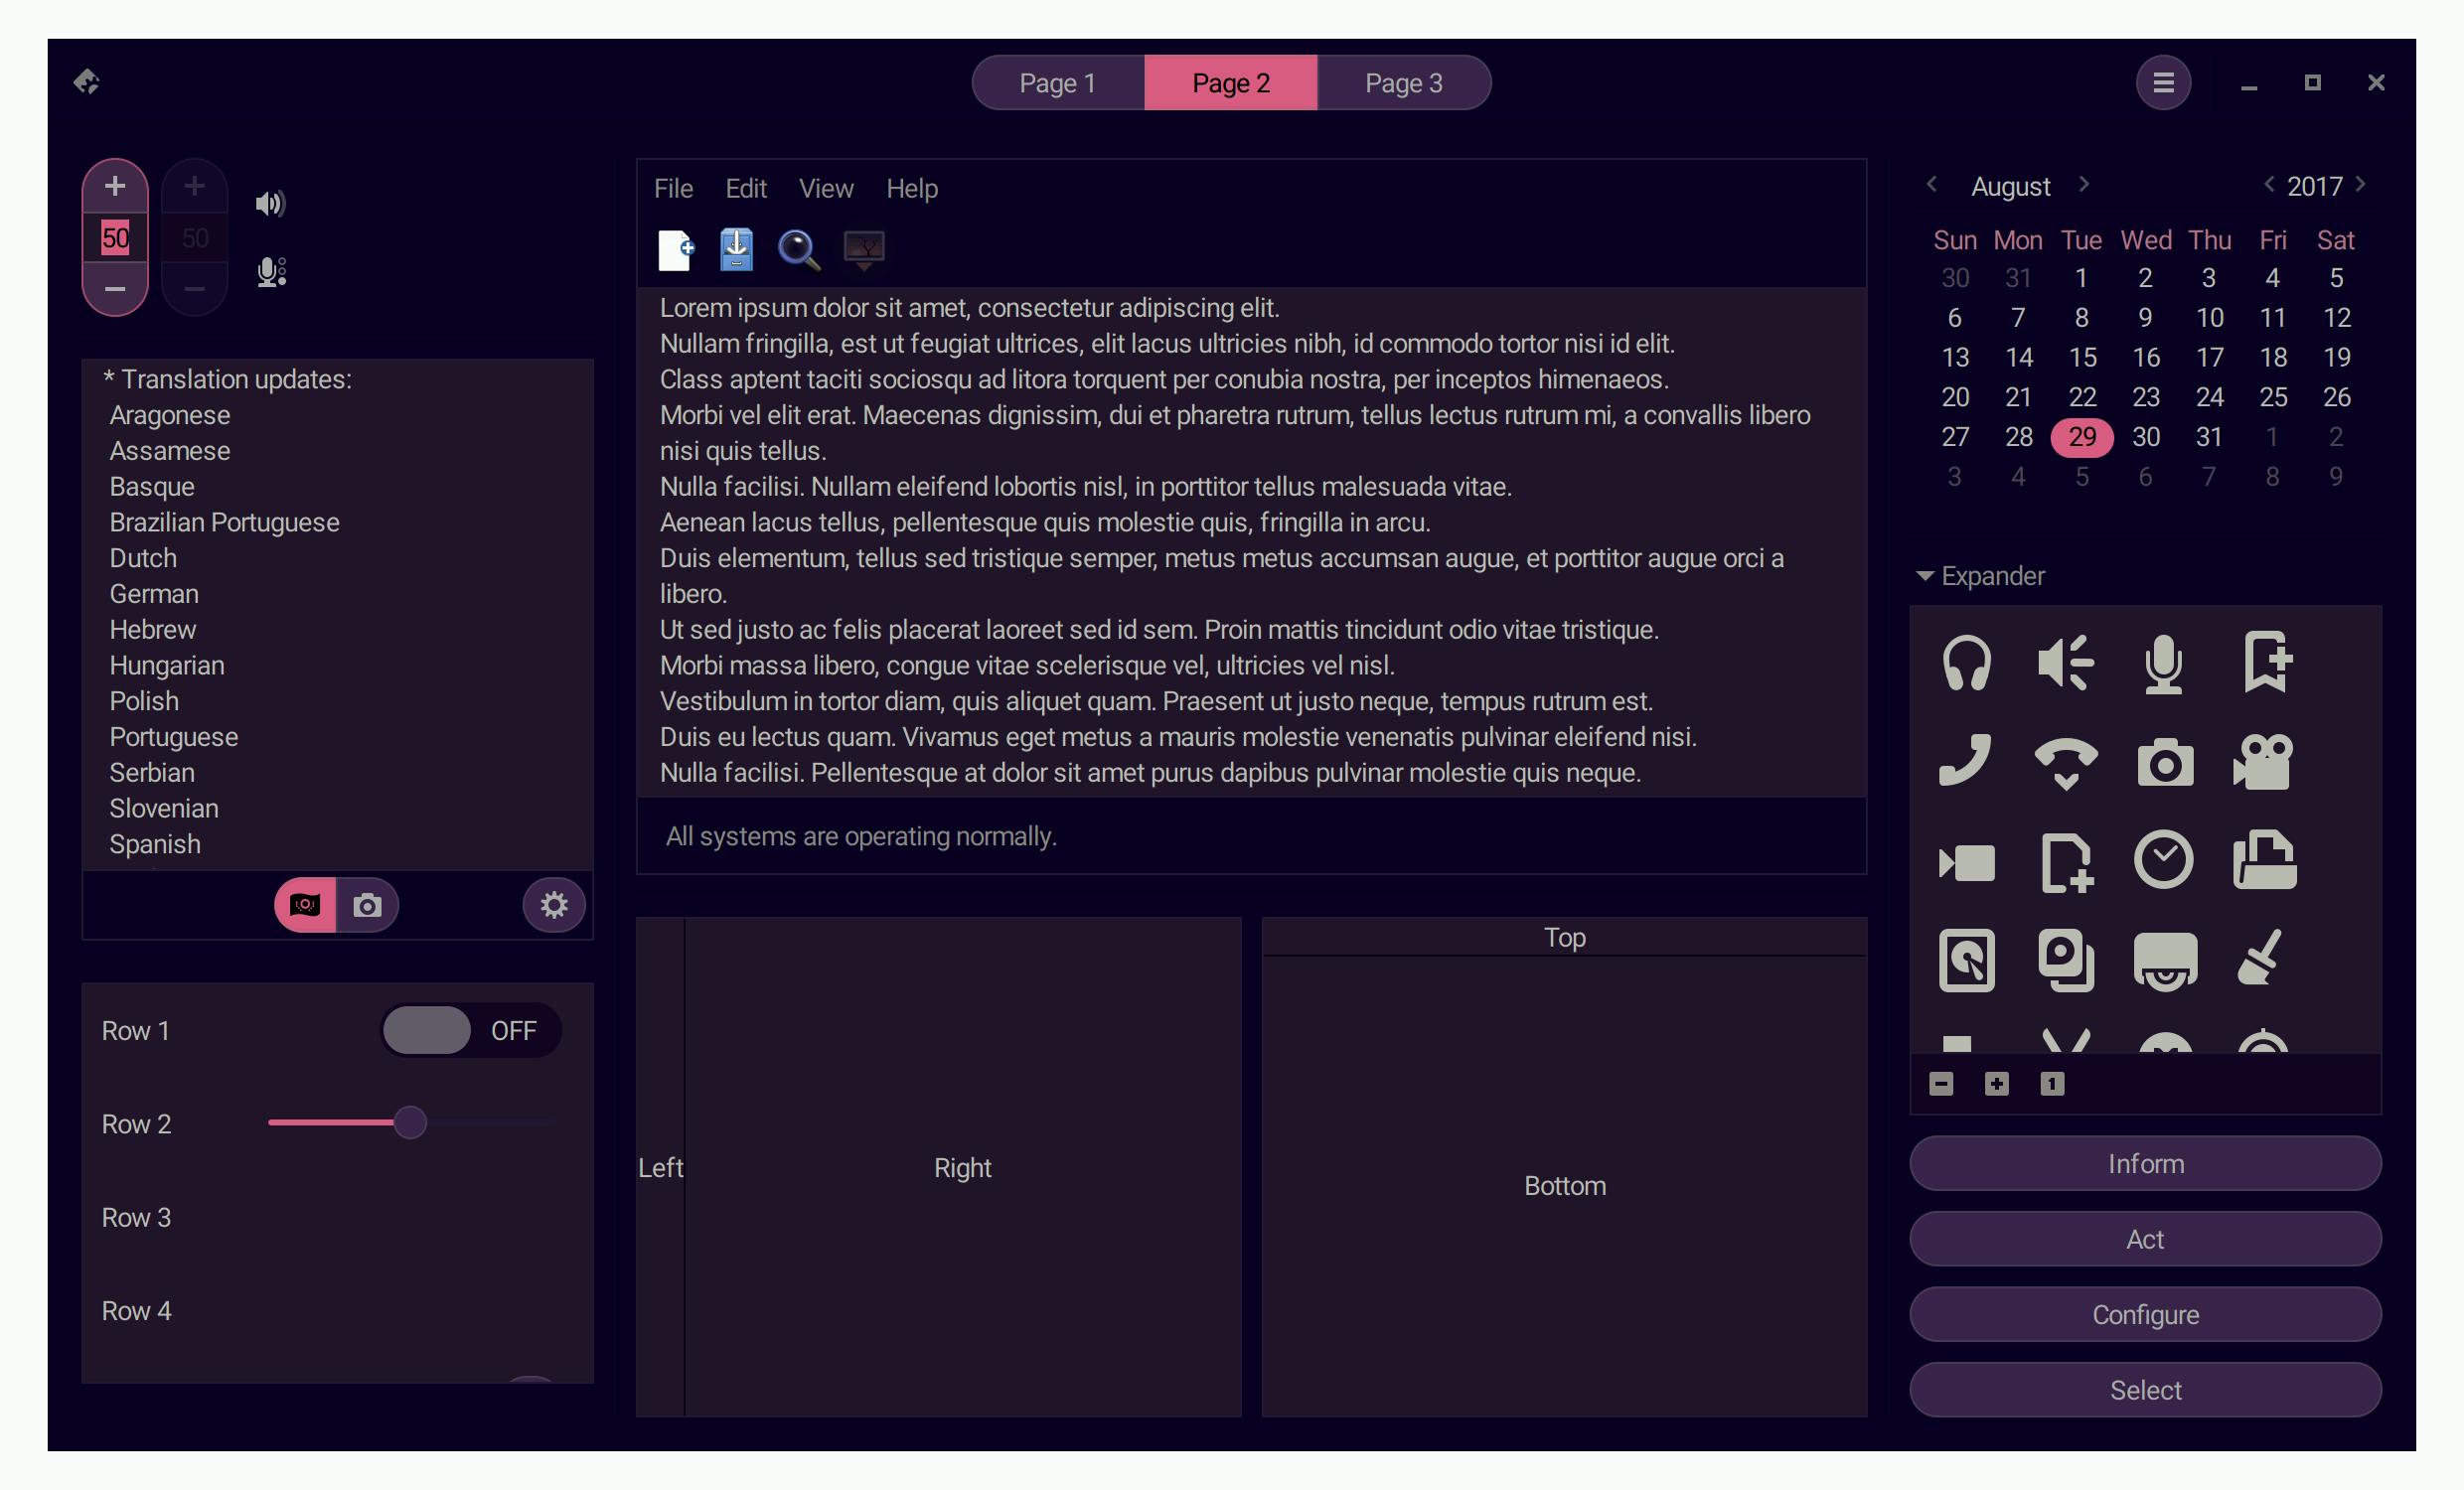 Page 1 Page 2 Page 3
50 50
* Translation updates:
Aragonese
Assamese
Basque
Brazilian Portuguese
Dutch
German
Hebrew
Hungarian
Polish
Portuguese
Serbian
Slovenian
Spanish
Row 1 OFF
Row 2
Row 3
Row 4
File Edit View Help
Lorem ipsum dolor sit amet, consectetur adipiscing elit.
Nullam fringilla, est ut feugiat ultrices, elit lacus ultricies nibh, id commodo tortor nisi id elit.
Class aptent taciti sociosqu ad litora torquent per conubia nostra, per inceptos himenaeos.
Morbi vel elit erat. Maecenas dignissim, dui et pharetra rutrum, tellus lectus rutrum mi, a convallis libero
nisi quis tellus.
Nulla facilisi. Nullam eleifend lobortis nisl, in porttitor tellus malesuada vitae.
Aenean lacus tellus, pellentesque quis molestie quis, fringilla in arcu.
Duis elementum, tellus sed tristique semper, metus metus accumsan augue, et porttitor augue orci a
libero.
Ut sed justo ac felis placerat laoreet sed id sem. Proin mattis tincidunt odio vitae tristique.
Morbi massa libero, congue vitae scelerisque vel, ultricies vel nisl.
Vestibulum in tortor diam, quis aliquet quam. Praesent ut justo neque, tempus rutrum est.
Duis eu lectus quam. Vivamus eget metus a mauris molestie venenatis pulvinar eleifend nisi.
Nulla facilisi. Pellentesque at dolor sit amet purus dapibus pulvinar molestie quis neque.
All systems are operating normally.
Left Right
Top
Bottom
August 2017
Sun Mon Tue Wed Thu Fri Sat
30 31 1 2 3 4 5
6 7 8 9 10 11 12
13 14 15 16 17 18 19
20 21 22 23 24 25 26
27 28 29 30 31 1 2
3 4 5 6 7 8 9
Expander
1
Inform
Act
Configure
Select